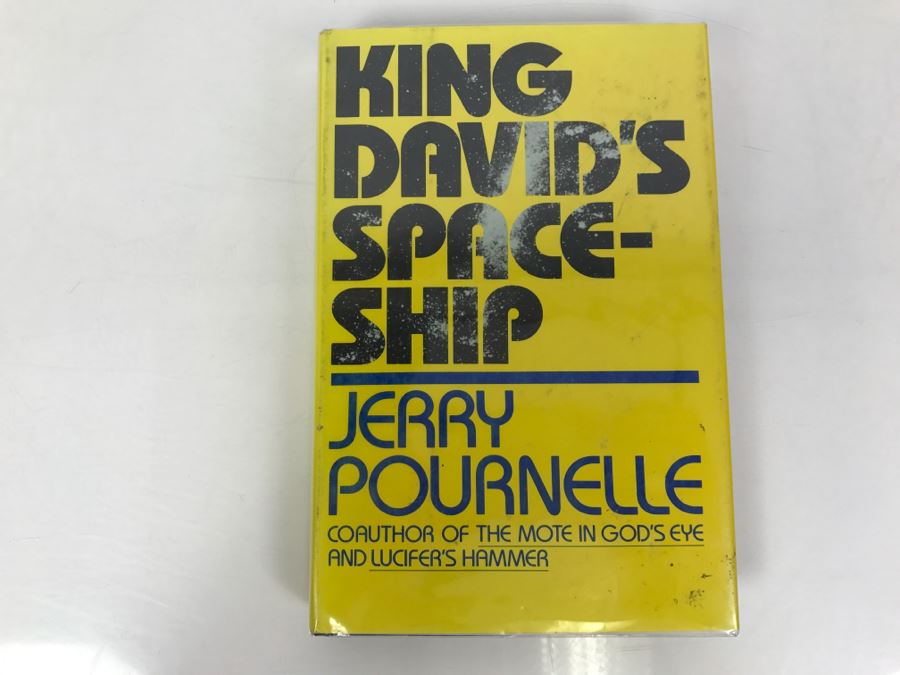 KING
DAVID'S
SPACE-
SHIP
JERRY
POURNELLE
COAUTHOR OF THE MOTE IN GOD'S EYE
AND LUCIFER'S HAMMER